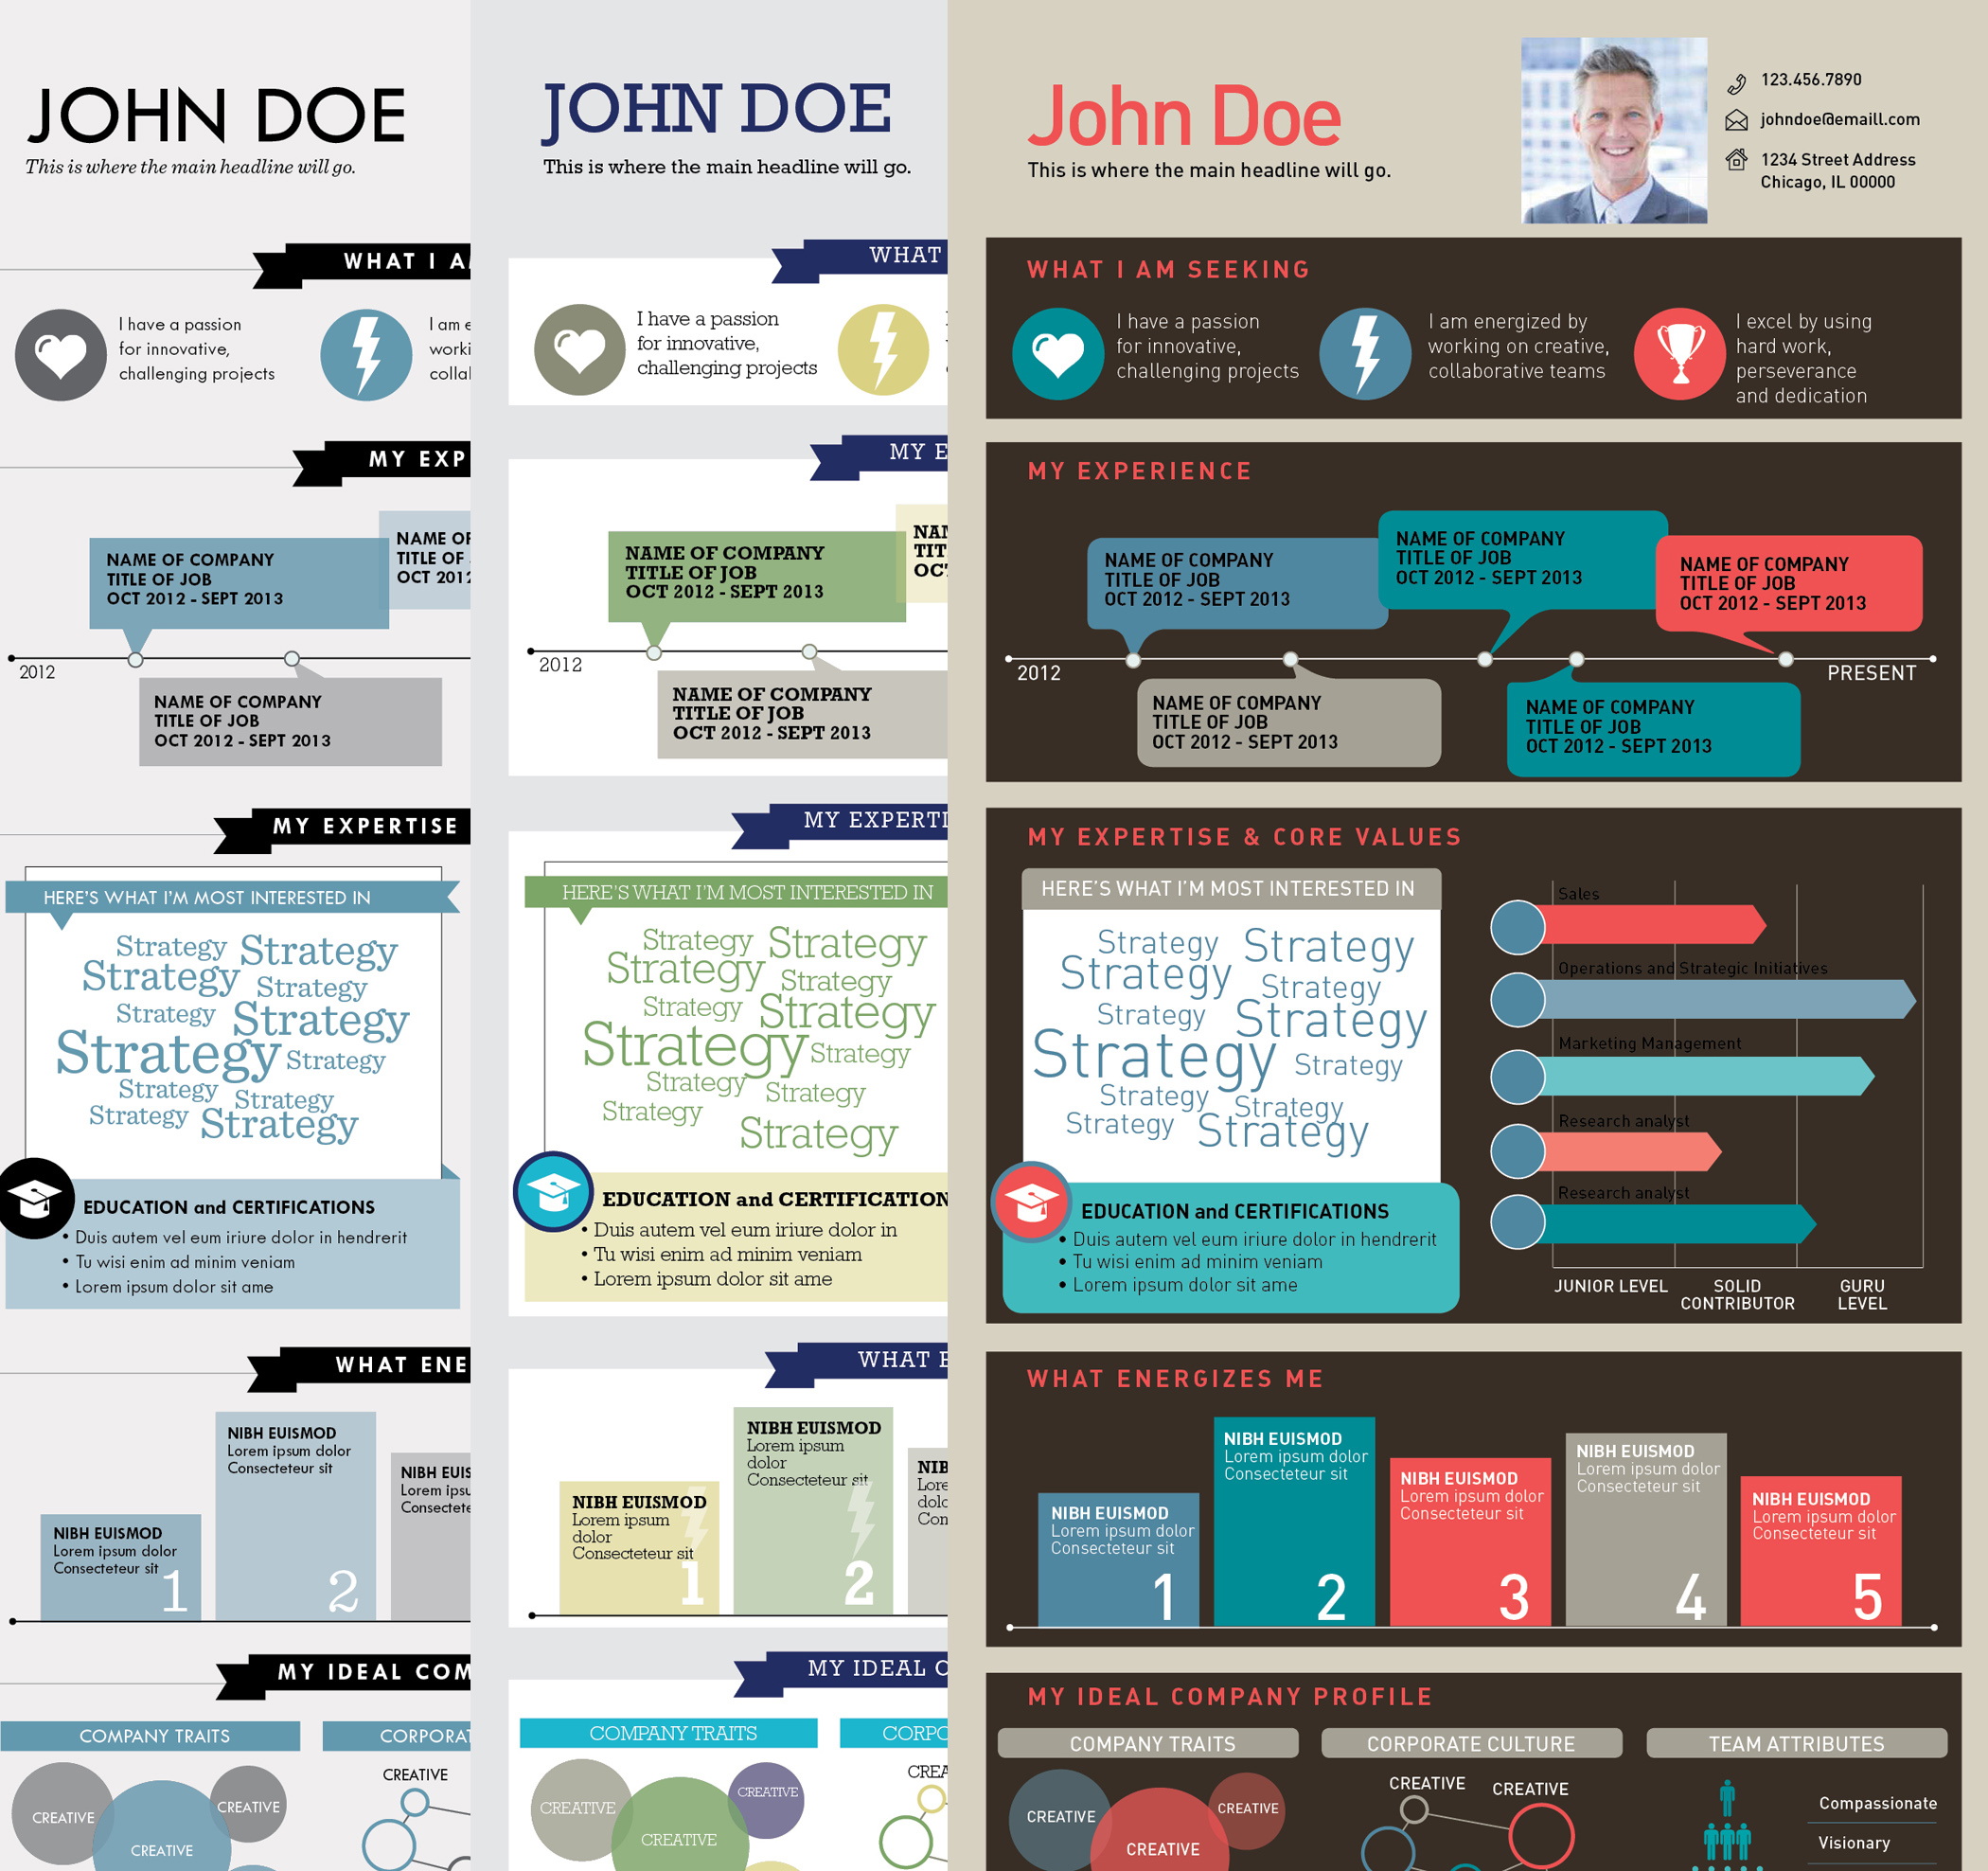 JOHN DOE
This is where the main headline will go.
WHAT I
I have a passion
for innovative,
challenging projects
I am
MY EXP
NAME OF COMPANY
TITLE OF JOB
OCT 2012 - SEPT 2013
NAME OF
TITLE OF
OCT 2012
2012
NAME OF COMPANY
TITLE OF JOB
OCT 2012 - SEPT 2013
MY EXPERTISE
HERE'S WHAT I'M MOST INTERESTED IN
Strategy Strategy
Strategy Strategy
Strategy Strategy
Strategy Strategy
Strategy Strategy
Strategy Strategy
EDUCATION and CERTIFICATIONS
• Duis autem vel eum iriure dolor in hendrerit
• Tu wisi enim ad minim veniam
• Lorem ipsum dolor sit ame
WHAT ENE
NIBH EUISMOD
Lorem ipsum dolor
Consecteteur sit
1
NIBH EUISMOD
Lorem ipsum dolor
Consecteteur sit
2
NIBH EUIS
Lorem ipsu
Consectete
MY IDEAL COM
COMPANY TRAITS
CORPORAT
CREATIVE
CREATIVE
CREATIVE
CREATIVE
JOHN DOE
This is where the main headline will go.
WHAT
I have a passion
for innovative,
challenging projects
MY E
NAME OF COMPANY
TITLE OF JOB
OCT 2012 - SEPT 2013
NAM
TIT
OCT
2012
NAME OF COMPANY
TITLE OF JOB
OCT 2012 - SEPT 2013
MY EXPERTI
HERE'S WHAT I'M MOST INTERESTED IN
Strategy Strategy
Strategy Strategy
Strategy Strategy
Strategy Strategy
Strategy Strategy
Strategy
Strategy
EDUCATION and CERTIFICATION
• Duis autem vel eum iriure dolor in
• Tu wisi enim ad minim veniam
• Lorem ipsum dolor sit ame
WHAT E
NIBH EUISMOD
Lorem ipsum
dolor
Consecteteur sit
1
NIBH EUISMOD
Lorem ipsum
dolor
Consecteteur sit
2
NIB
Lore
dolo
Con
MY IDEAL C
COMPANY TRAITS
CORPO
CREATIVE
CREATIVE
CREATIVE
CREA
John Doe
This is where the main headline will go.
123.456.7890
johndoe@emaill.com
1234 Street Address
Chicago, IL 00000
WHAT I AM SEEKING
I have a passion
for innovative,
challenging projects
I am energized by
working on creative,
collaborative teams
I excel by using
hard work,
perseverance
and dedication
MY EXPERIENCE
NAME OF COMPANY
TITLE OF JOB
OCT 2012 - SEPT 2013
NAME OF COMPANY
TITLE OF JOB
OCT 2012 - SEPT 2013
NAME OF COMPANY
TITLE OF JOB
OCT 2012 - SEPT 2013
2012
PRESENT
NAME OF COMPANY
TITLE OF JOB
OCT 2012 - SEPT 2013
NAME OF COMPANY
TITLE OF JOB
OCT 2012 - SEPT 2013
MY EXPERTISE & CORE VALUES
HERE'S WHAT I'M MOST INTERESTED IN
Strategy Strategy
Strategy Strategy
Strategy Strategy
Strategy Strategy
Strategy Strategy
Strategy Strategy
EDUCATION and CERTIFICATIONS
• Duis autem vel eum iriure dolor in hendrerit
• Tu wisi enim ad minim veniam
• Lorem ipsum dolor sit ame
Sales
Operations and Strategic Initiatives
Marketing Management
Research analyst
Research analyst
JUNIOR LEVEL
SOLID
CONTRIBUTOR
GURU
LEVEL
WHAT ENERGIZES ME
NIBH EUISMOD
Lorem ipsum dolor
Consecteteur sit
1
NIBH EUISMOD
Lorem ipsum dolor
Consecteteur sit
2
NIBH EUISMOD
Lorem ipsum dolor
Consecteteur sit
3
NIBH EUISMOD
Lorem ipsum dolor
Consecteteur sit
4
NIBH EUISMOD
Lorem ipsum dolor
Consecteteur sit
5
MY IDEAL COMPANY PROFILE
COMPANY TRAITS
CORPORATE CULTURE
TEAM ATTRIBUTES
CREATIVE
CREATIVE
CREATIVE
CREATIVE
CREATIVE
Compassionate
Visionary